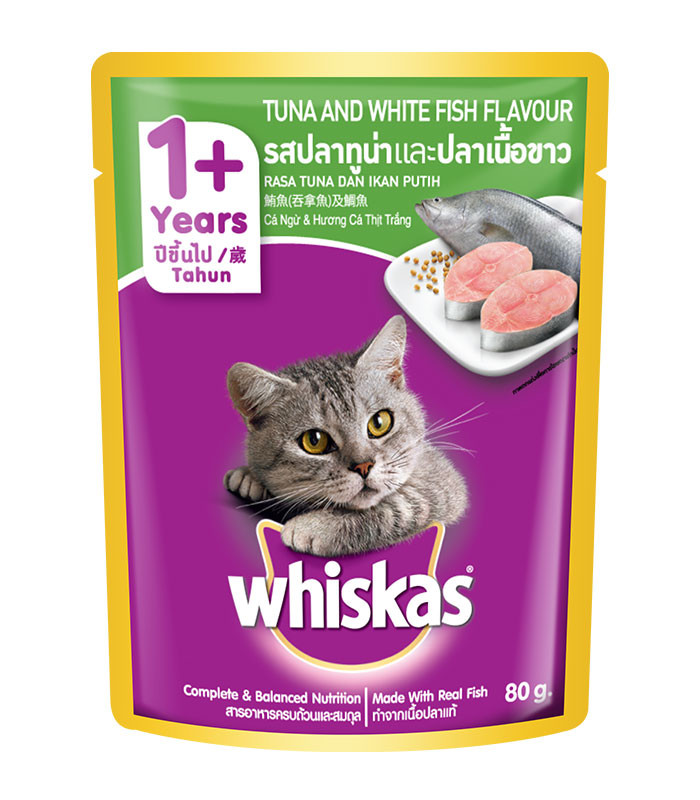 TUNA AND WHITE FISH FLAVOUR
รสปลาทูน่าและปลาเนื้อขาว
RASA TUNA DAN IKAN PUTIH
鮪魚(吞拿魚)及鯛魚
Cá Ngừ & Hương Cá Thịt Trắng
1+
Years
ปีขึ้นไป /歲
Tahun
whiskas®
Complete & Balanced Nutrition
สารอาหารครบถ้วนและสมดุล
Made With Real Fish
ทำจากเนื้อปลาแท้
80 g.